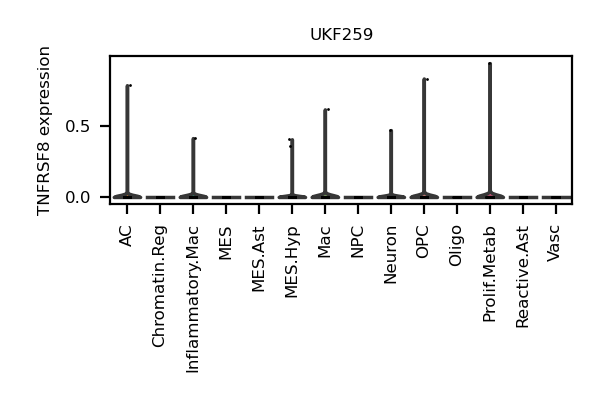 UKF259
TNFRSF8 expression
0.5
0.0
AC
Chromatin.Reg
Inflammatory.Mac
MES
MES.Ast
MES.Hyp
Mac
NPC
Neuron
OPC
Oligo
Prolif.Metab
Reactive.Ast
Vasc